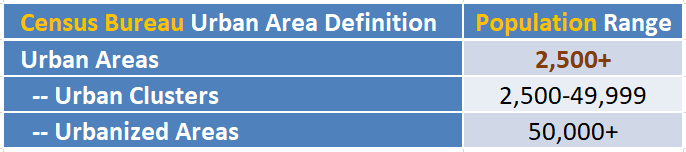 Census Bureau Urban Area Definition Population Range
Urban Areas 2,500+
-- Urban Clusters 2,500-49,999
-- Urbanized Areas 50,000+